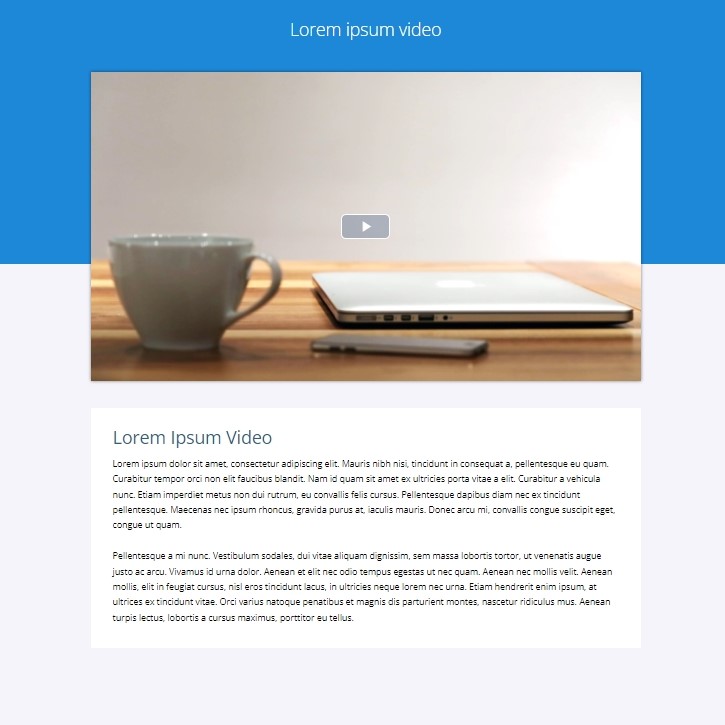 Lorem ipsum video
Lorem Ipsum Video
Lorem ipsum dolor sit amet, consectetur adipiscing elit. Mauris nibh nisi, tincidunt in consequat a, pellentesque eu quam.
Curabitur tempor orci non elit faucibus blandit. Nam id quam sit amet ex ultricies porta vitae a elit. Curabitur a vehicula
nunc. Etiam imperdiet metus non dui rutrum, eu convallis felis cursus. Pellentesque dapibus diam nec ex tincidunt
pellentesque. Maecenas nec ipsum rhoncus, gravida purus at, iaculis mauris. Donec arcu mi, convallis congue suscipit eget,
congue ut quam.
Pellentesque a mi nunc. Vestibulum sodales, dui vitae aliquam dignissim, sem massa lobortis tortor, ut venenatis augue
justo ac arcu. Vivamus id urna dolor. Aenean et elit nec odio tempus egestas ut nec quam. Aenean nec mollis velit. Aenean
mollis, elit in feugiat cursus, nisl eros tincidunt lacus, in ultricies neque lorem nec urna. Etiam hendrerit enim ipsum, at
ultrices ex tincidunt vitae. Orci varius natoque penatibus et magnis dis parturient montes, nascetur ridiculus mus. Aenean
turpis lectus, lobortis a cursus maximus, porttitor eu tellus.